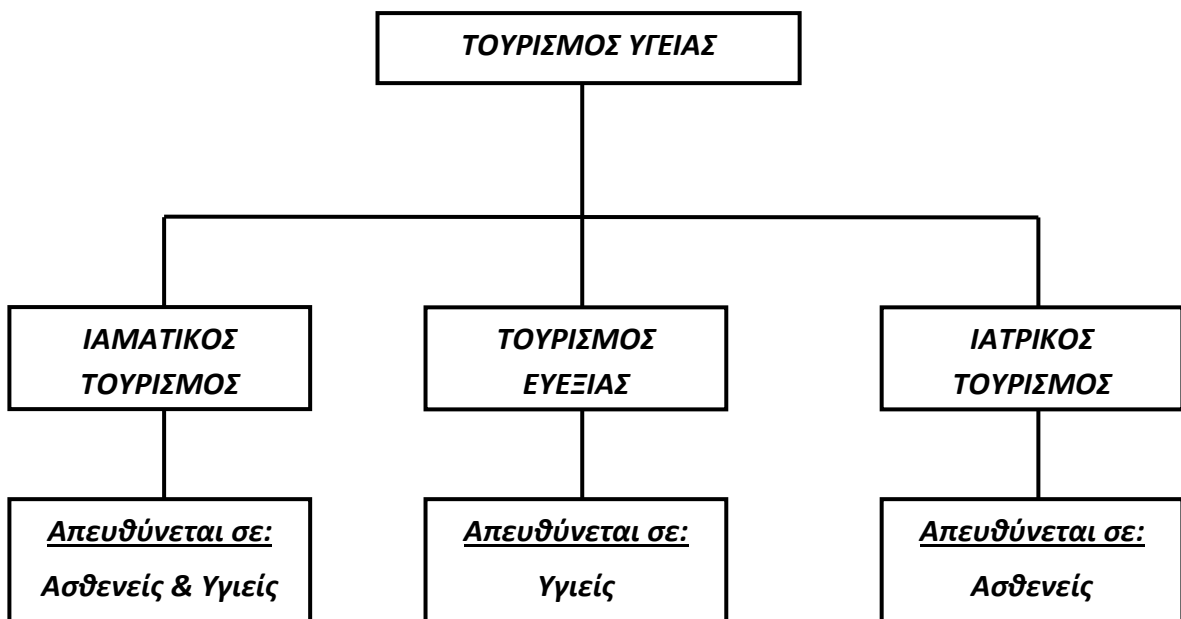 ΤΟΥΡΙΣΜΟΣ ΥΓΕΙΑΣ
ΙΑΜΑΤΙΚΟΣ
ΤΟΥΡΙΣΜΟΣ
ΤΟΥΡΙΣΜΟΣ
ΕΥΕΞΙΑΣ
ΙΑΤΡΙΚΟΣ
ΤΟΥΡΙΣΜΟΣ
Απευθύνεται σε:
Ασθενείς & Υγιείς
Απευθύνεται σε:
Υγιείς
Απευθύνεται σε:
Ασθενείς